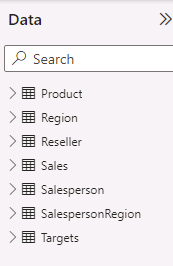 Data
Search
Product
Region
Reseller
Sales
Salesperson
SalespersonRegion
Targets